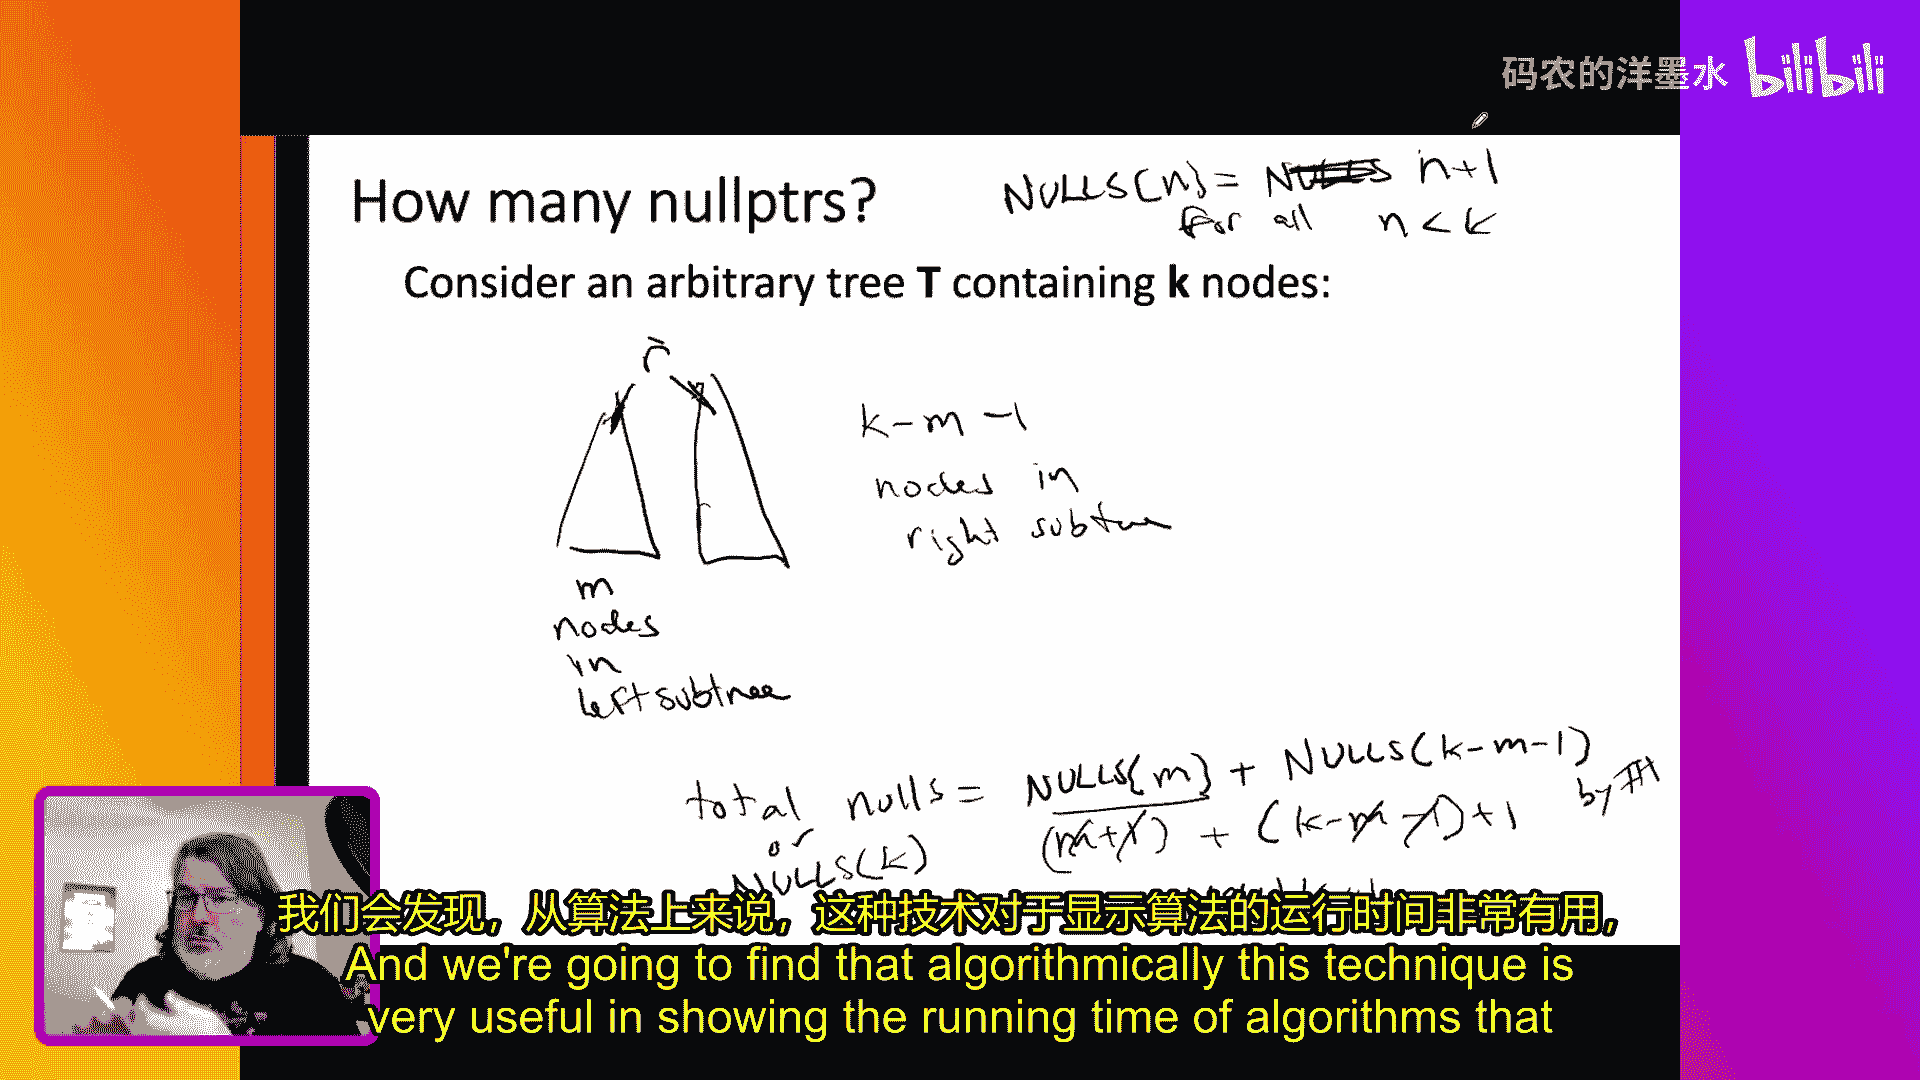 码农的洋墨水 bilibili
How many nullptrs?
NULLS(n) = n+1
for all n < k
Consider an arbitrary tree T containing k nodes:
r
k-m-1
nodes in
right subtree
m
nodes
in
left subtree
total nulls = NULLS(m) + NULLS(k-m-1)
by IH
or
(m+1) + (k-m-1)+1
NULLS(k)
我们会发现，从算法上来说，这种技术对于显示算法的运行时间非常有用，
And we're going to find that algorithmically this technique is
very useful in showing the running time of algorithms that